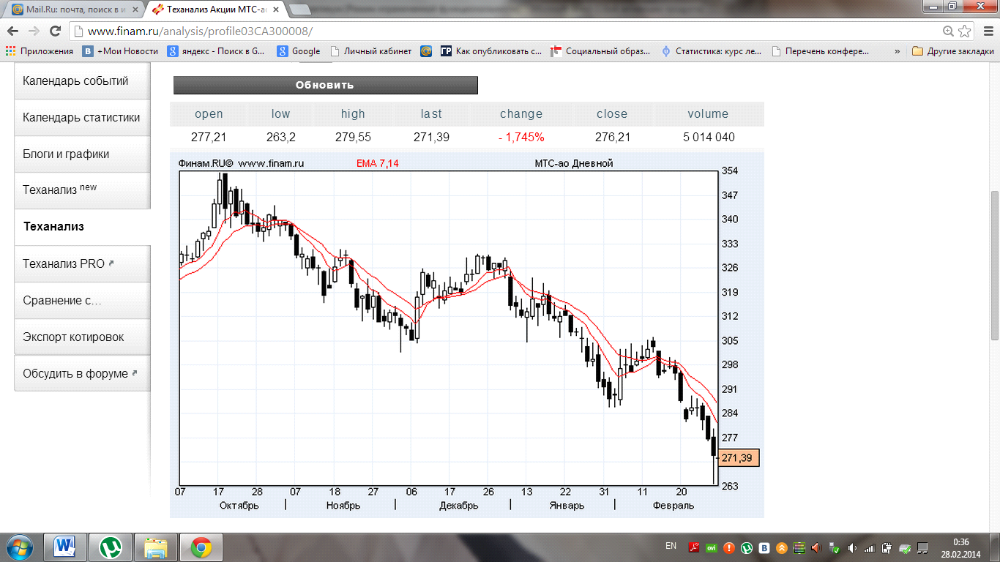 Mail.Ru: почта, поиск в и
Теханализ Акции МТС-ао
www.finam.ru/analysis/profile03CA300008/
Приложения
+Мои Новости
яндекс - Поиск в G...
Google
Личный кабинет
Как опубликовать с...
Социальный образ...
Статистика: курс ле...
Перечень конфере...
»
Другие закладки
Календарь событий
Календарь статистики
Блоги и графики
Теханализ new
Теханализ
Теханализ PRO
Сравнение с...
Экспорт котировок
Обсудить в форуме
Обновить
open low high last change close volume
277,21 263,2 279,55 271,39 - 1,745% 276,21 5 014 040
Финам.RU© www.finam.ru EMA 7,14 МТС-ао Дневной
354
347
340
333
326
319
312
305
298
291
284
277
271,39
263
07 17 28 07 18 27 06 17 26 13 22 31 11 20
Октябрь | Ноябрь | Декабрь | Январь | Февраль
EN
0:36
28.02.2014